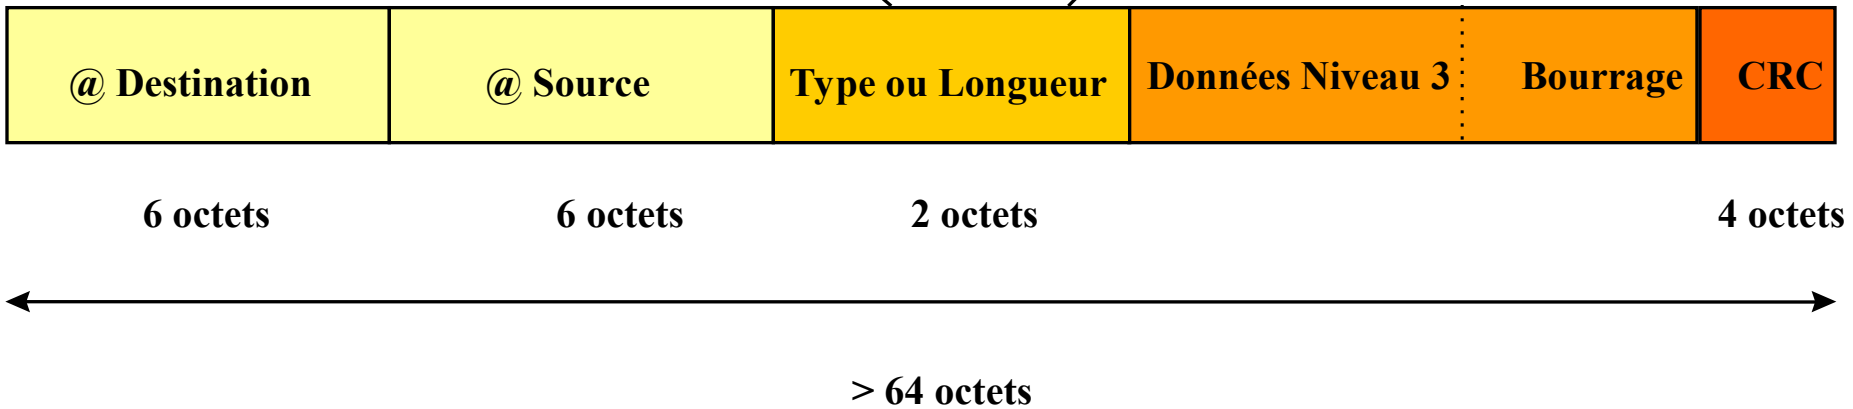 @ Destination @ Source Type ou Longueur Données Niveau 3 Bourrage CRC
6 octets 6 octets 2 octets 4 octets
> 64 octets